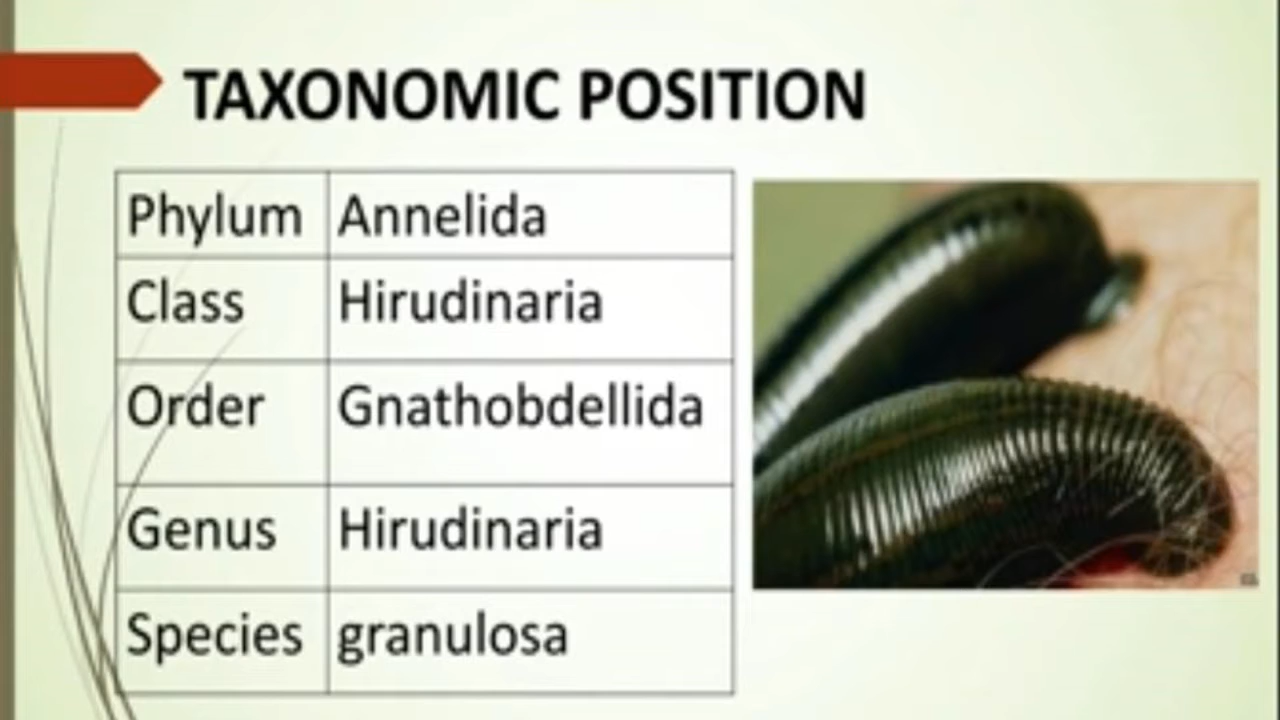 TAXONOMIC POSITION
Phylum Annelida
Class Hirudinaria
Order Gnathobdellida
Genus Hirudinaria
Species granulosa